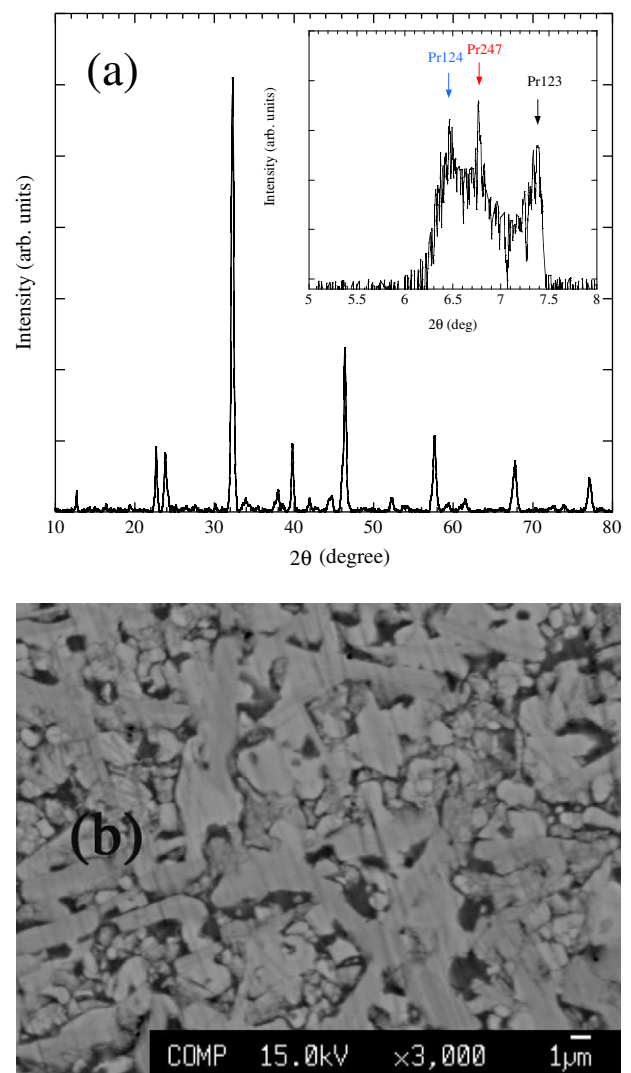 (a)
Intensity (arb. units)
10 20 30 40 50 60 70 80
2θ (degree)
Pr124
Pr247
Pr123
Intensity (arb. units)
5 5.5 6 6.5 7 7.5 8
2θ (deg)
(b)
COMP 15.0kV ×3,000 1μm